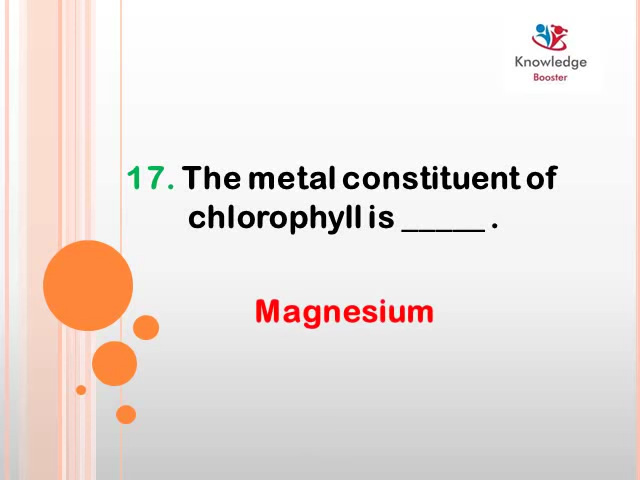 Knowledge
Booster
17. The metal constituent of
chlorophyll is _____ .
Magnesium